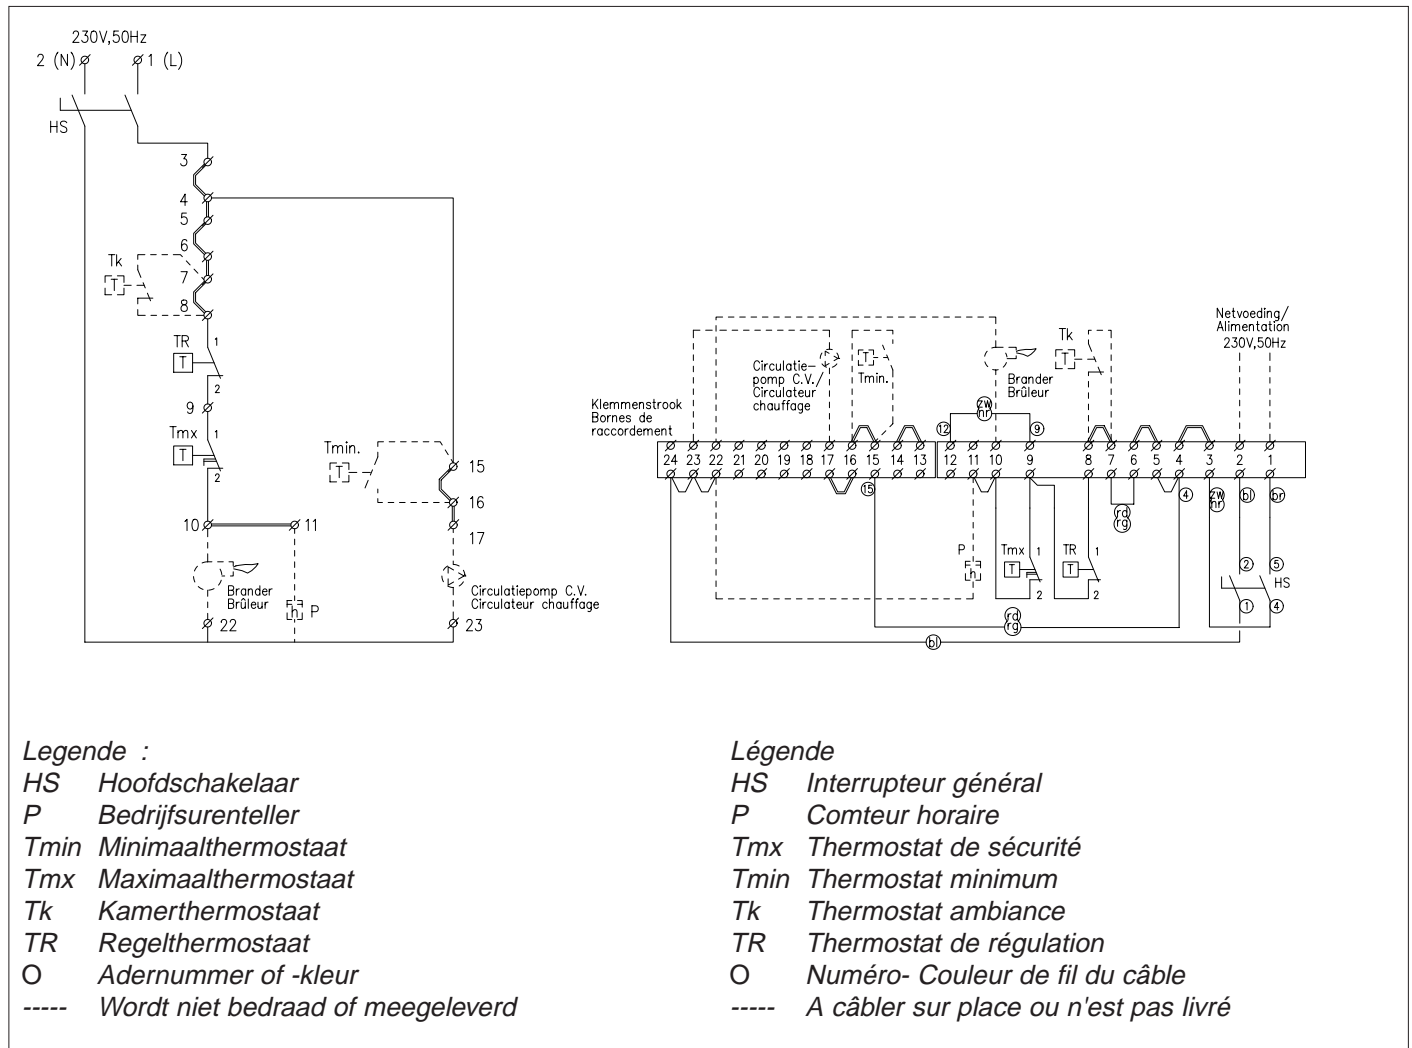 230V,50Hz
2 (N)
1 (L)
HS
3
4
5
6
Tk
7
T
8
TR
1
T
2
9
Tmx
1
T
2
Tmin.
T
15
16
10
11
17
Brander
Brûleur
h
P
Circulatiepomp C.V.
Circulateur chauffage
22
23
Netvoeding/
Alimentation
230V,50Hz
Tk
T
Circulatie-
pomp C.V./
Circulateur
chauffage
T
Tmin.
Brander
Brûleur
Klemmenstrook
Bornes de
raccordement
zw
nr
12
9
24 23 22 21 20 19 18 17 16 15 14 13 12 11 10 9 8 7 6 5 4 3 2 1
15
4
zw
nr
bl
br
rd
rg
P
h
Tmx
T
1
2
TR
T
1
2
2
5
HS
1
4
rd
rg
bl
Legende :
HS Hoofdschakelaar
P Bedrijfsurenteller
Tmin Minimaalthermostaat
Tmx Maximaalthermostaat
Tk Kamerthermostaat
TR Regelthermostaat
O Adernummer of -kleur
----- Wordt niet bedraad of meegeleverd
Légende
HS Interrupteur général
P Comteur horaire
Tmx Thermostat de sécurité
Tmin Thermostat minimum
Tk Thermostat ambiance
TR Thermostat de régulation
O Numéro- Couleur de fil du câble
----- A câbler sur place ou n'est pas livré